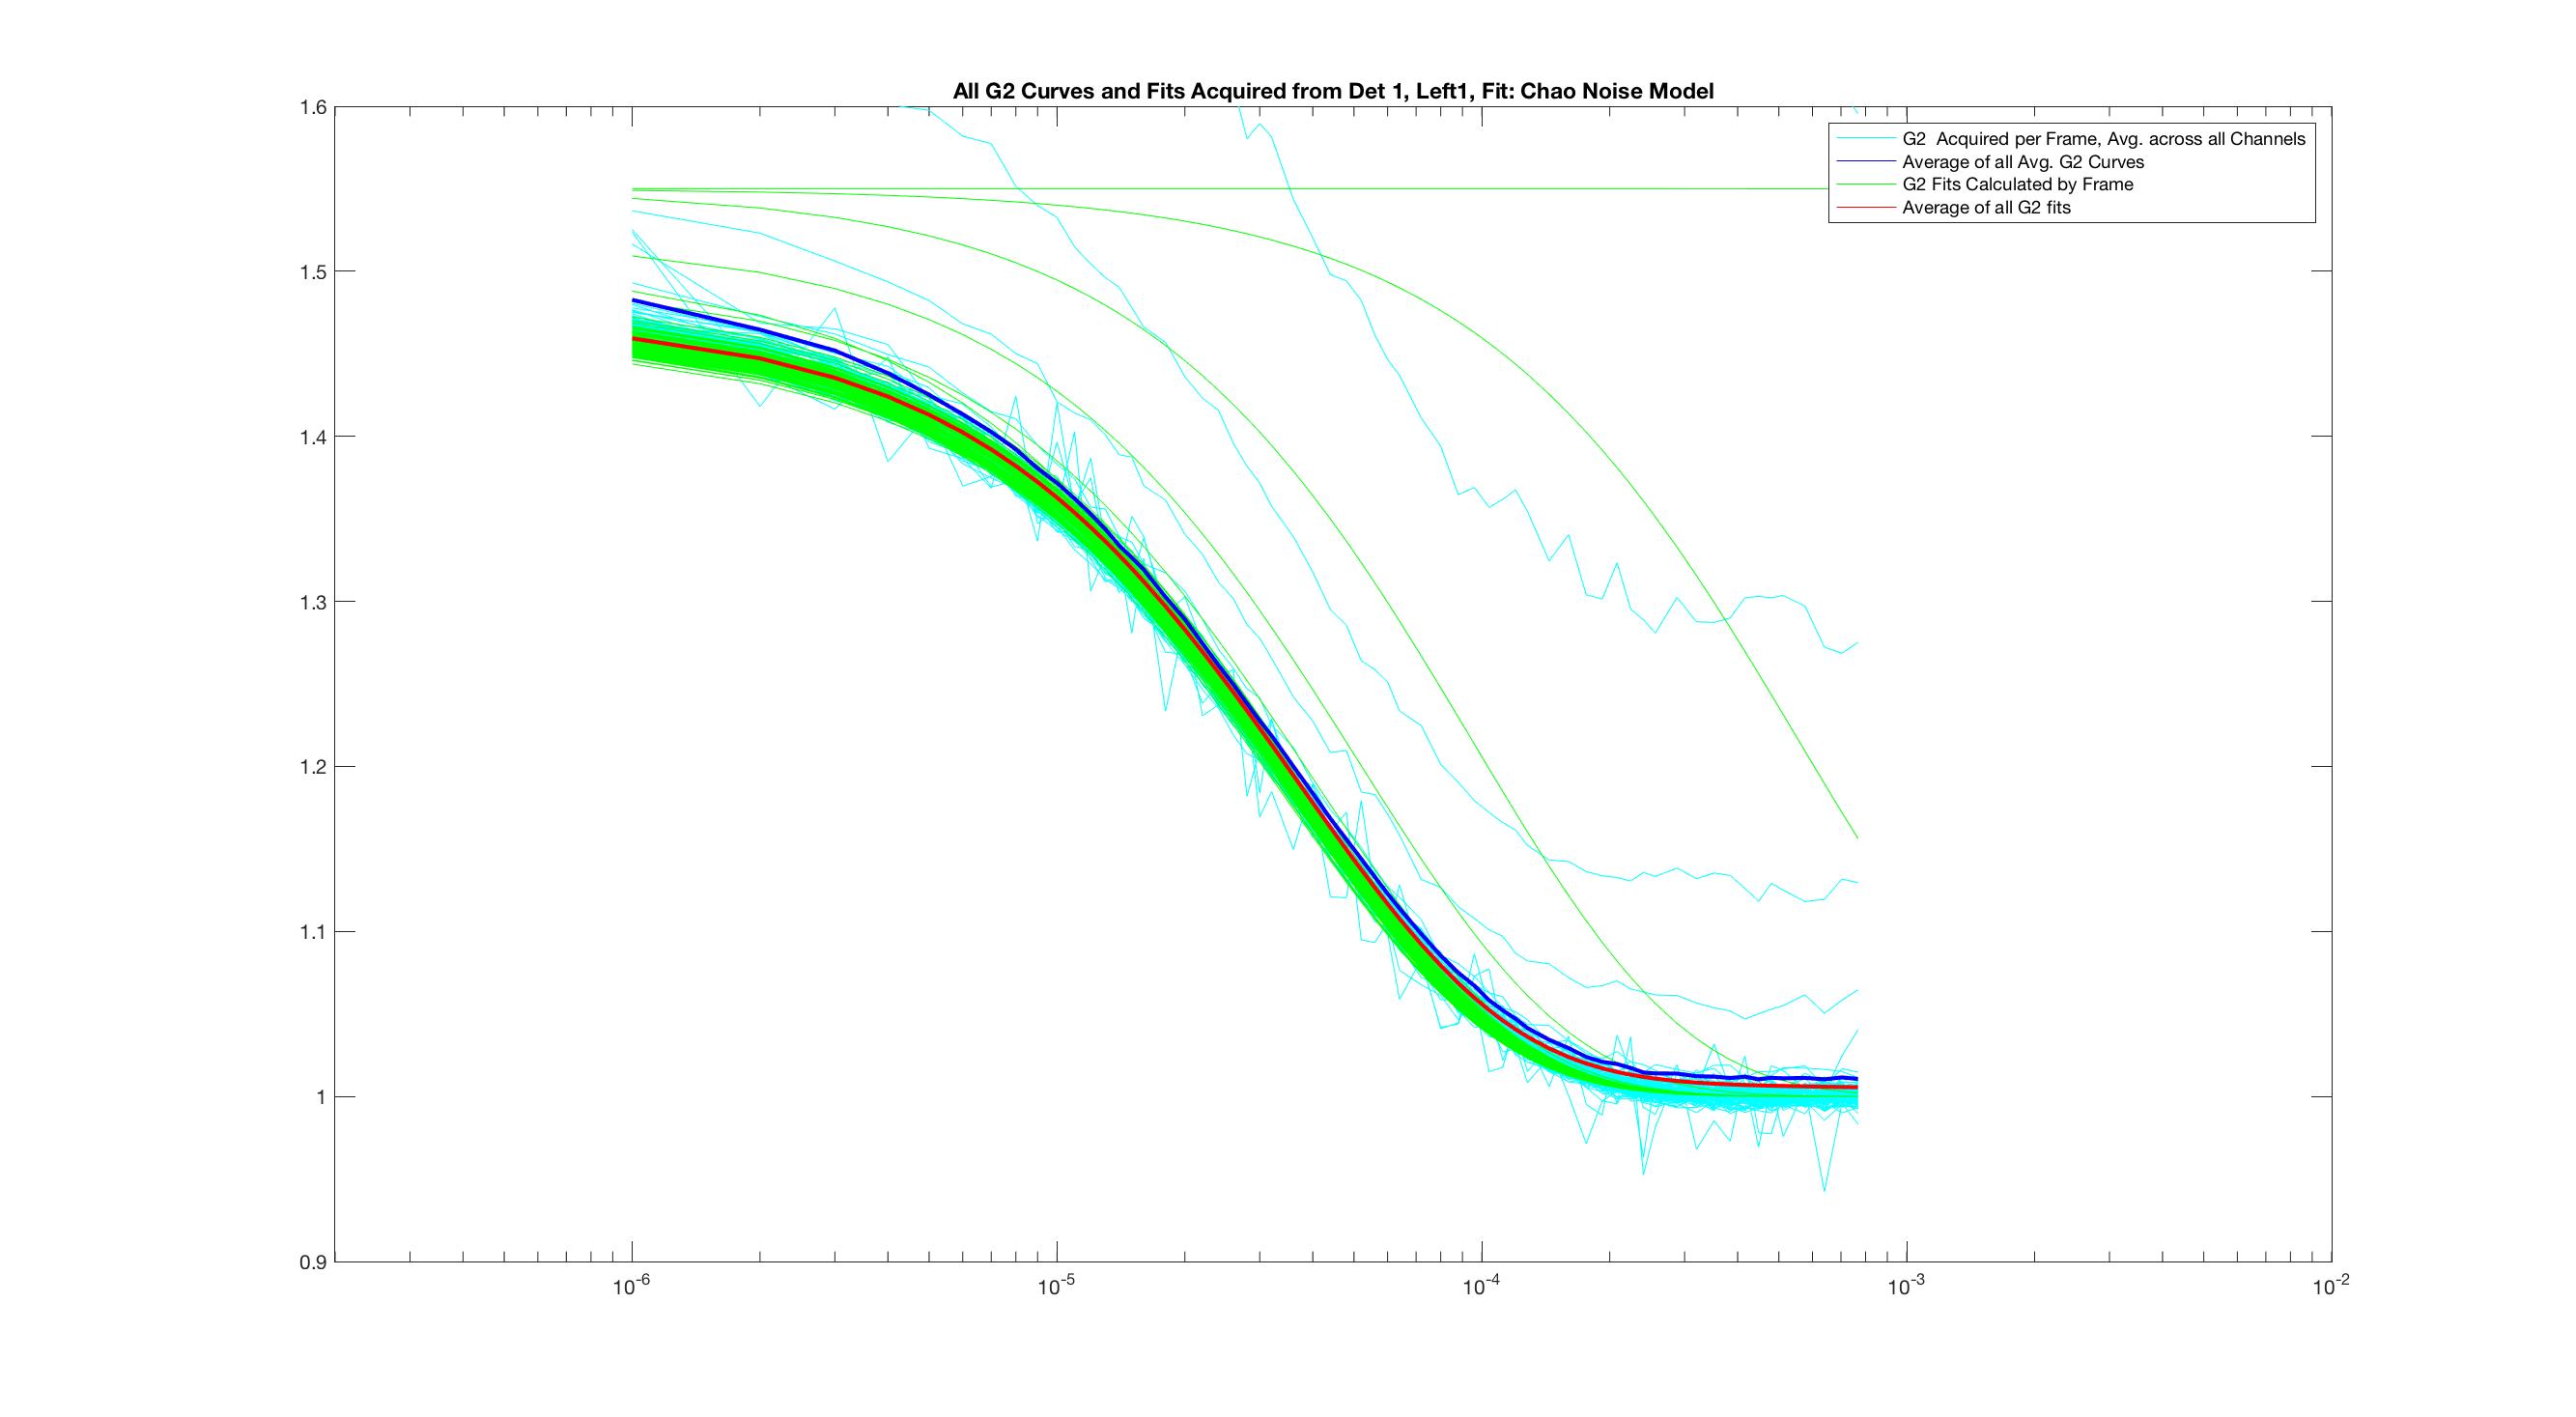 All G2 Curves and Fits Acquired from Det 1, Left1, Fit: Chao Noise Model
1.6
1.5
1.4
1.3
1.2
1.1
1
0.9
G2  Acquired per Frame, Avg. across all Channels
Average of all Avg. G2 Curves
G2 Fits Calculated by Frame
Average of all G2 fits
10^-6 10^-5 10^-4 10^-3 10^-2